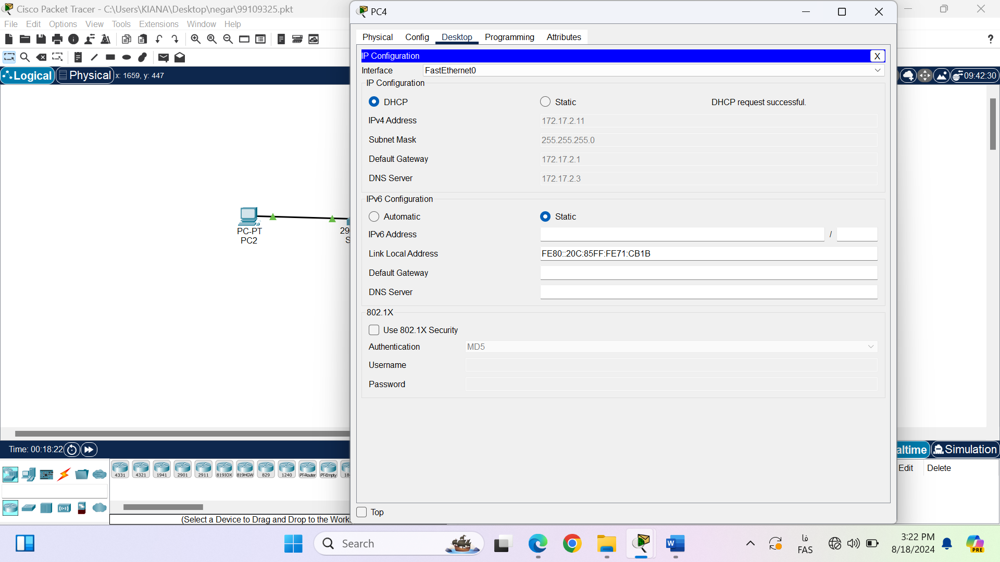 Cisco Packet Tracer - C:\Users\KIANA\Desktop\negar\99109325.pkt
File Edit Options View Tools Extensions Window Help
?
Logical Physical x: 1659, y: 447
09:42:30
PC-PT
PC2
29
S
Time: 00:18:22
altime Simulation
Edit Delete
4331 4321 1941 2901 2911 819IOX 819HGW 829 1240 PT-Router PT-Empty 18
(Select a Device to Drag and Drop to the Work
PC4
Physical Config Desktop Programming Attributes
IP Configuration X
Interface FastEthernet0
IP Configuration
DHCP Static DHCP request successful.
IPv4 Address 172.17.2.11
Subnet Mask 255.255.255.0
Default Gateway 172.17.2.1
DNS Server 172.17.2.3
IPv6 Configuration
Automatic Static
IPv6 Address /
Link Local Address FE80::20C:85FF:FE71:CB1B
Default Gateway
DNS Server
802.1X
Use 802.1X Security
Authentication MD5
Username
Password
Top
Search
W
فا
FAS
3:22 PM
8/18/2024
PRE